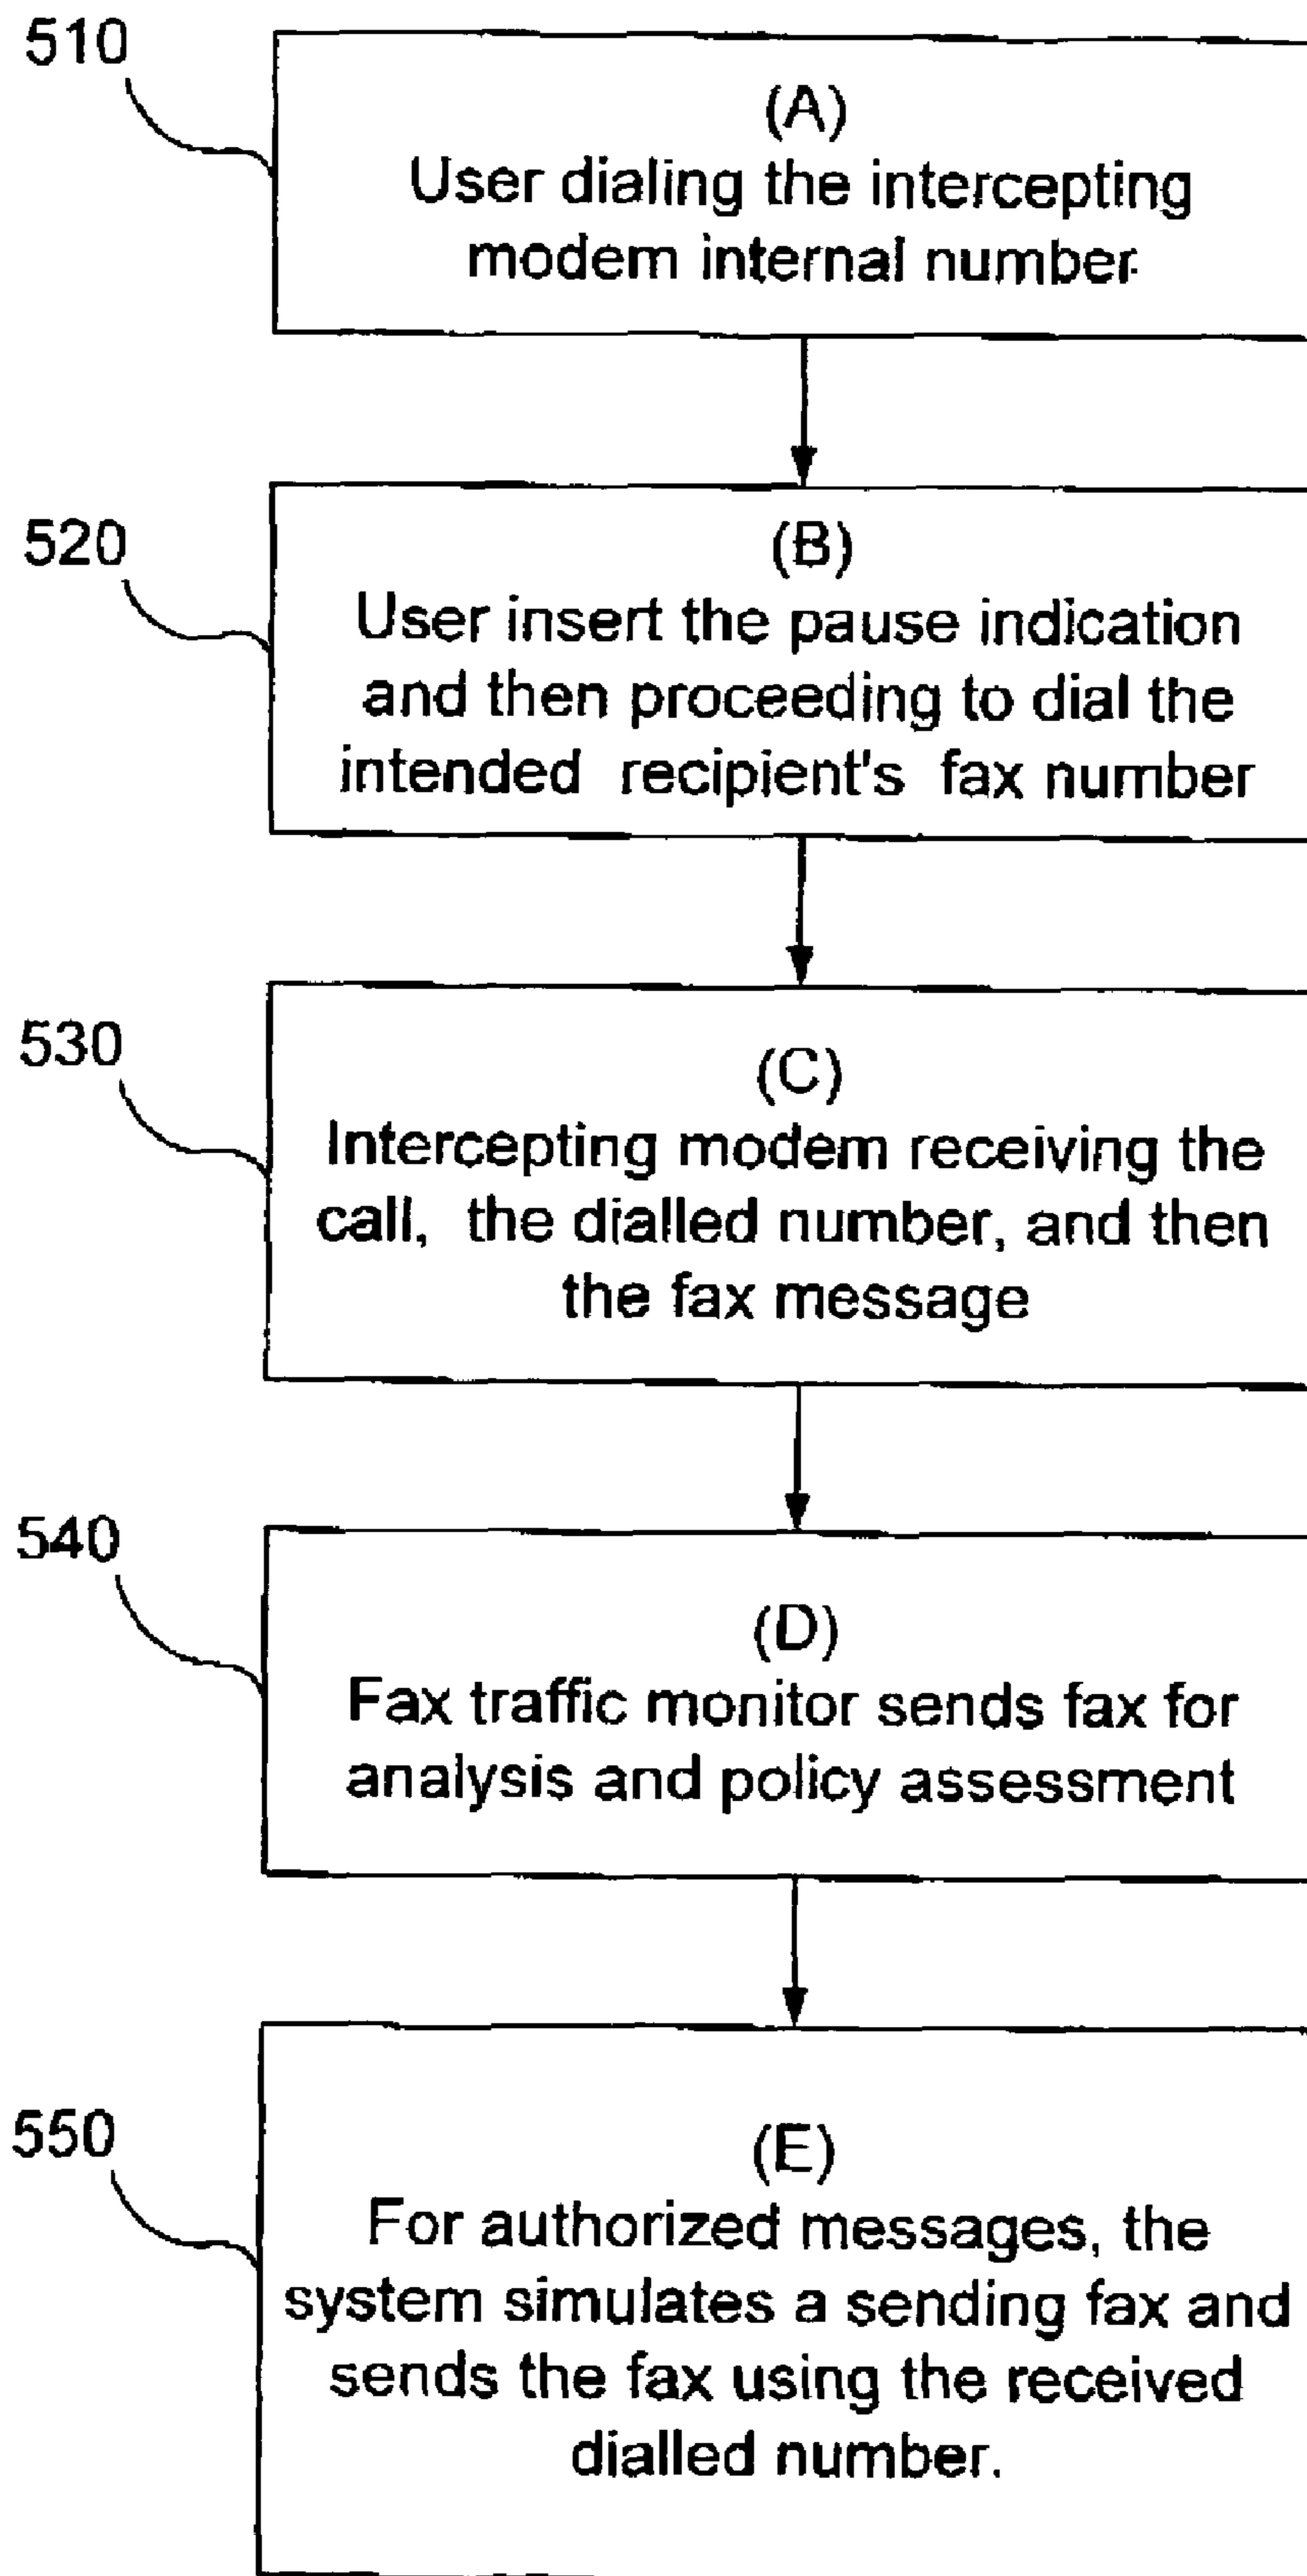 510
(A)
User dialing the intercepting
modem internal number
520
(B)
User insert the pause indication
and then proceeding to dial the
intended recipient's fax number
530
(C)
Intercepting modem receiving the
call, the dialled number, and then
the fax message
540
(D)
Fax traffic monitor sends fax for
analysis and policy assessment
550
(E)
For authorized messages, the
system simulates a sending fax and
sends the fax using the received
dialled number.